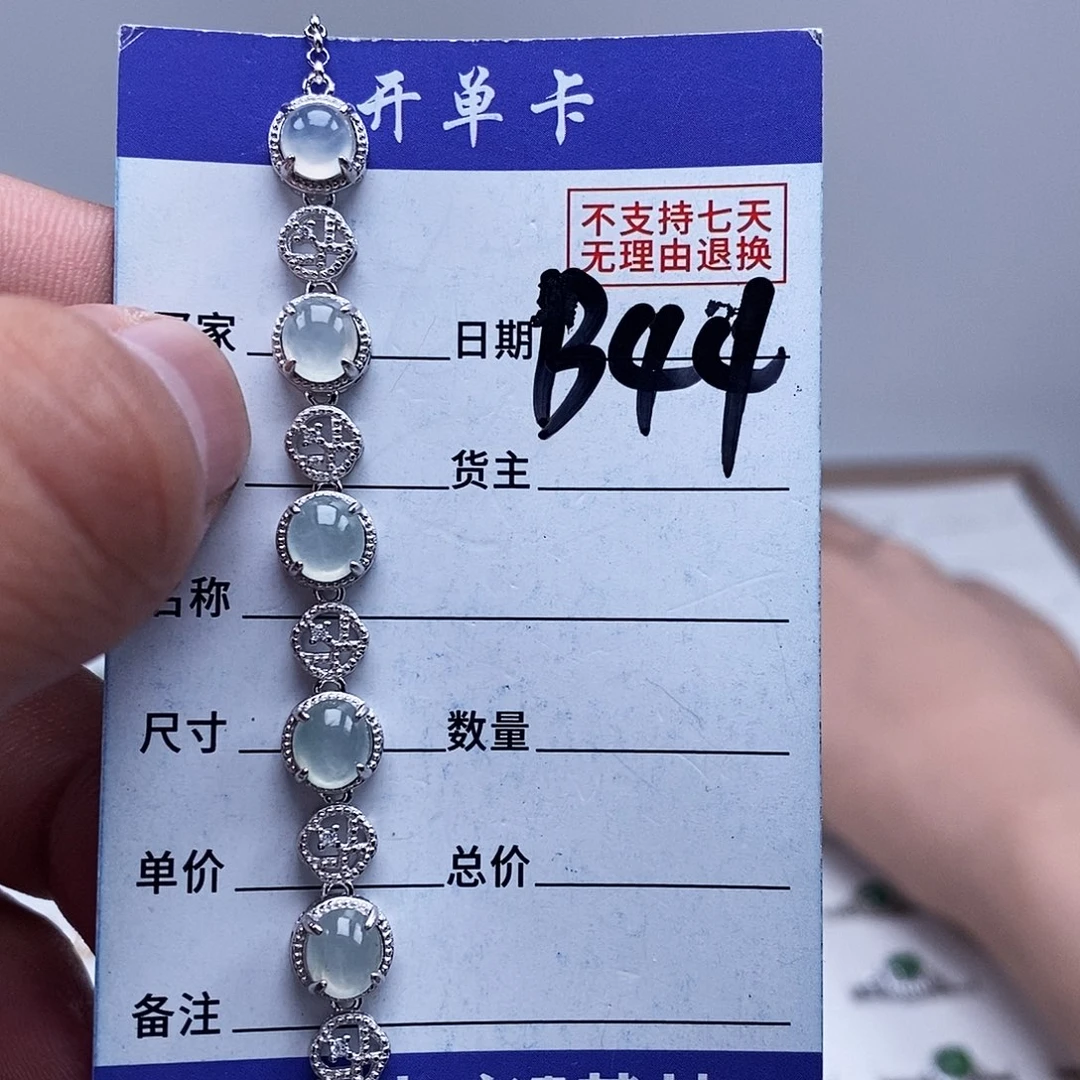 开单卡
不支持七天
无理由退换
家 日期 B44
货主
名称
尺寸 数量
单价 总价
备注